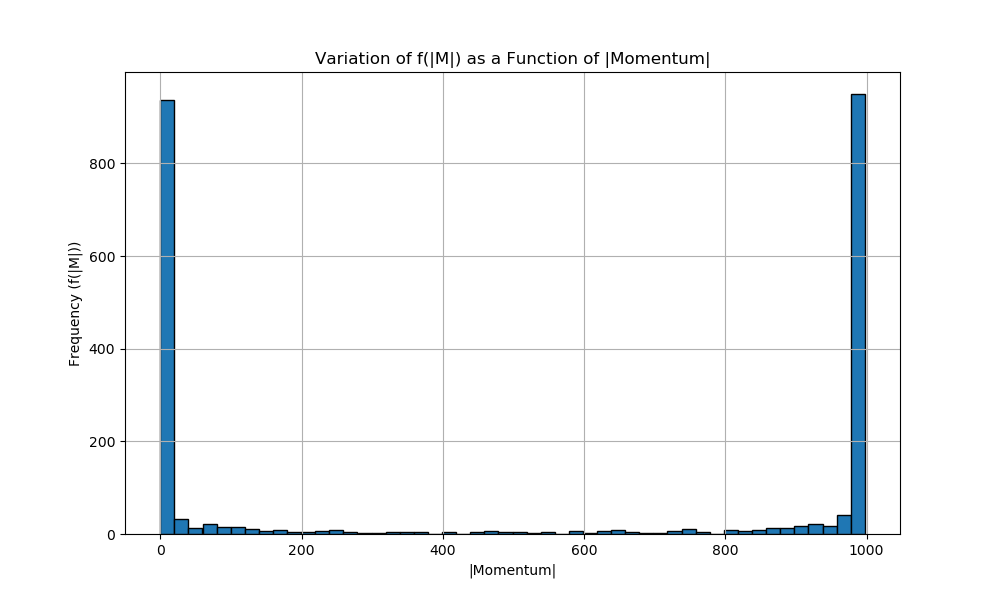 Variation of f(|M|) as a Function of |Momentum|
Frequency (f(|M|))
800
600
400
200
0
0 200 400 600 800 1000
|Momentum|